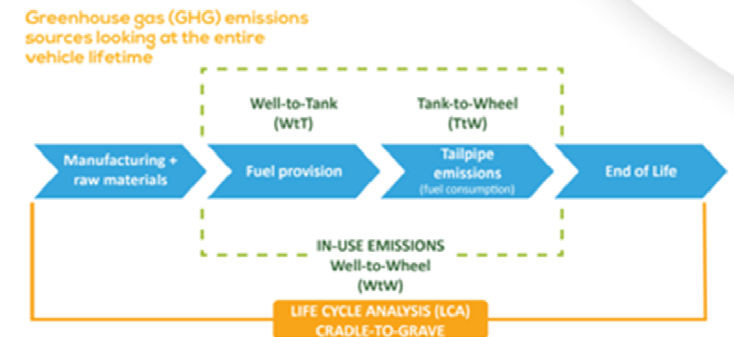 Greenhouse gas (GHG) emissions
sources looking at the entire
vehicle lifetime
Well-to-Tank
(WtT)
Tank-to-Wheel
(TtW)
Manufacturing +
raw materials
Fuel provision
Tailpipe
emissions
(fuel consumption)
End of Life
IN-USE EMISSIONS
Well-to-Wheel
(WtW)
LIFE CYCLE ANALYSIS (LCA)
CRADLE-TO-GRAVE